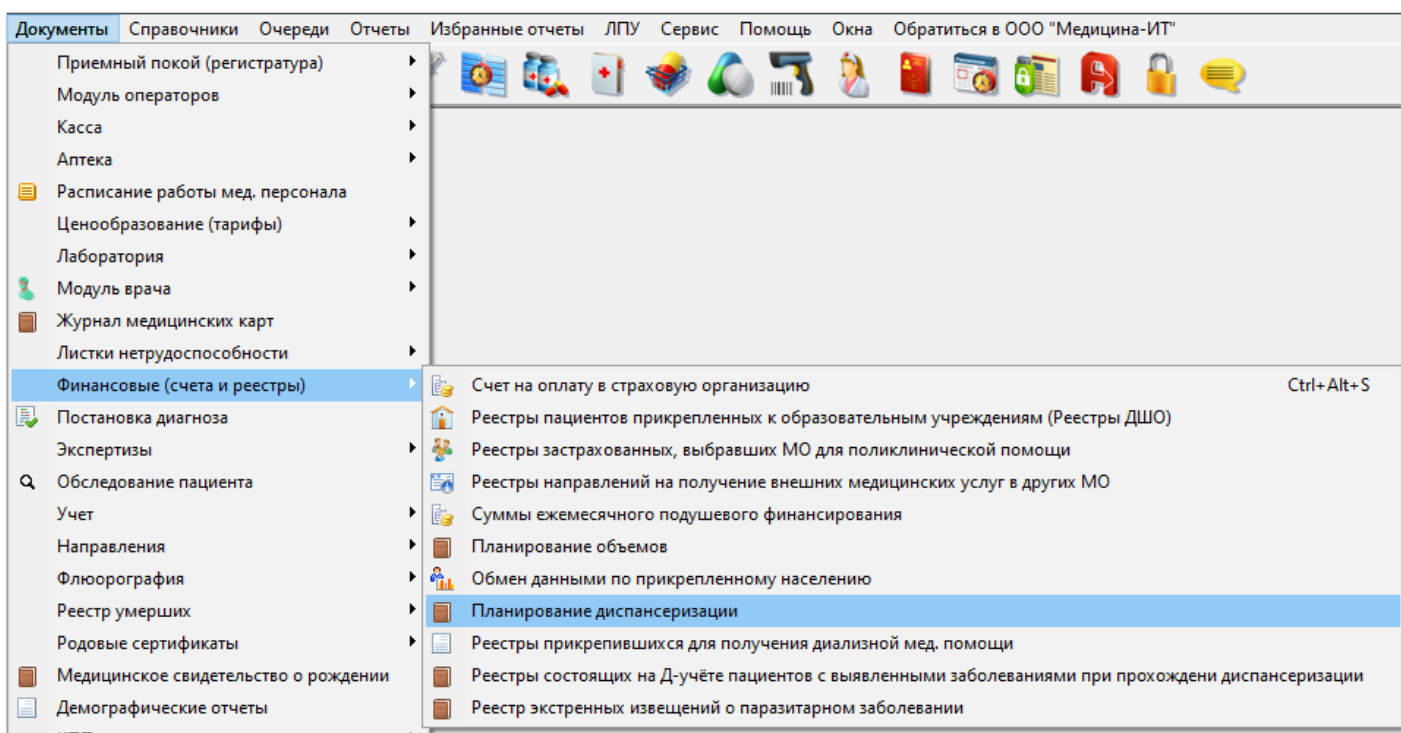 Документы Справочники Очереди Отчеты Избранные отчеты ЛПУ Сервис Помощь Окна Обратиться в ООО "Медицина-ИТ"
Приемный покой (регистратура)
Модуль операторов
Касса
Аптека
Расписание работы мед. персонала
Ценообразование (тарифы)
Лаборатория
Модуль врача
Журнал медицинских карт
Листки нетрудоспособности
Финансовые (счета и реестры)
Постановка диагноза
Экспертизы
Обследование пациента
Учет
Направления
Флюорография
Реестр умерших
Родовые сертификаты
Медицинское свидетельство о рождении
Демографические отчеты
Счет на оплату в страховую организацию Ctrl+Alt+S
Реестры пациентов прикрепленных к образовательным учреждениям (Реестры ДШО)
Реестры застрахованных, выбравших МО для поликлинической помощи
Реестры направлений на получение внешних медицинских услуг в других МО
Суммы ежемесячного подушевого финансирования
Планирование объемов
Обмен данными по прикрепленному населению
Планирование диспансеризации
Реестры прикрепившихся для получения диализной мед. помощи
Реестры состоящих на Д-учёте пациентов с выявленными заболеваниями при прохождени диспансеризации
Реестр экстренных извещений о паразитарном заболевании